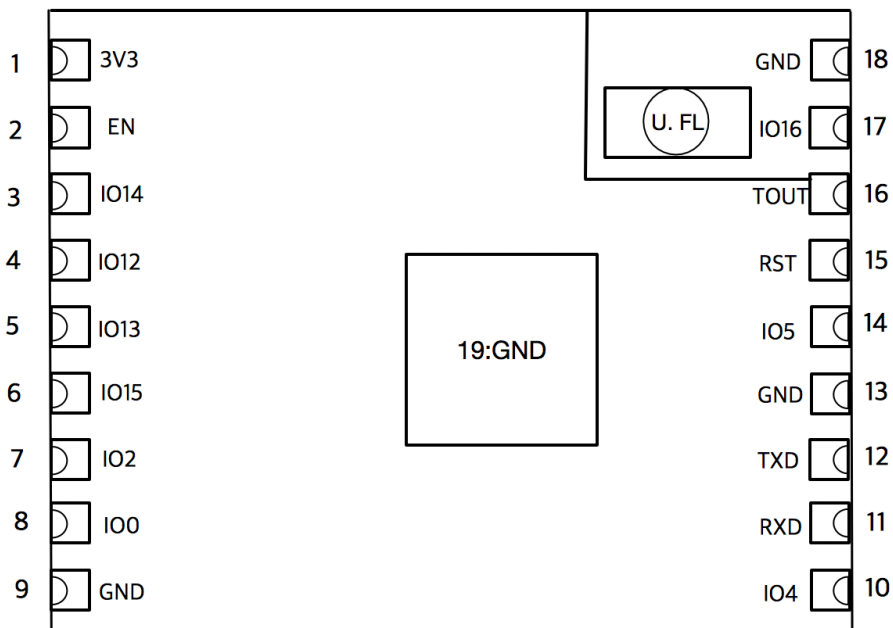 1 3V3 GND 18
2 EN U. FL IO16 17
3 IO14 TOUT 16
4 IO12 RST 15
5 IO13 19:GND IO5 14
6 IO15 GND 13
7 IO2 TXD 12
8 IO0 RXD 11
9 GND IO4 10